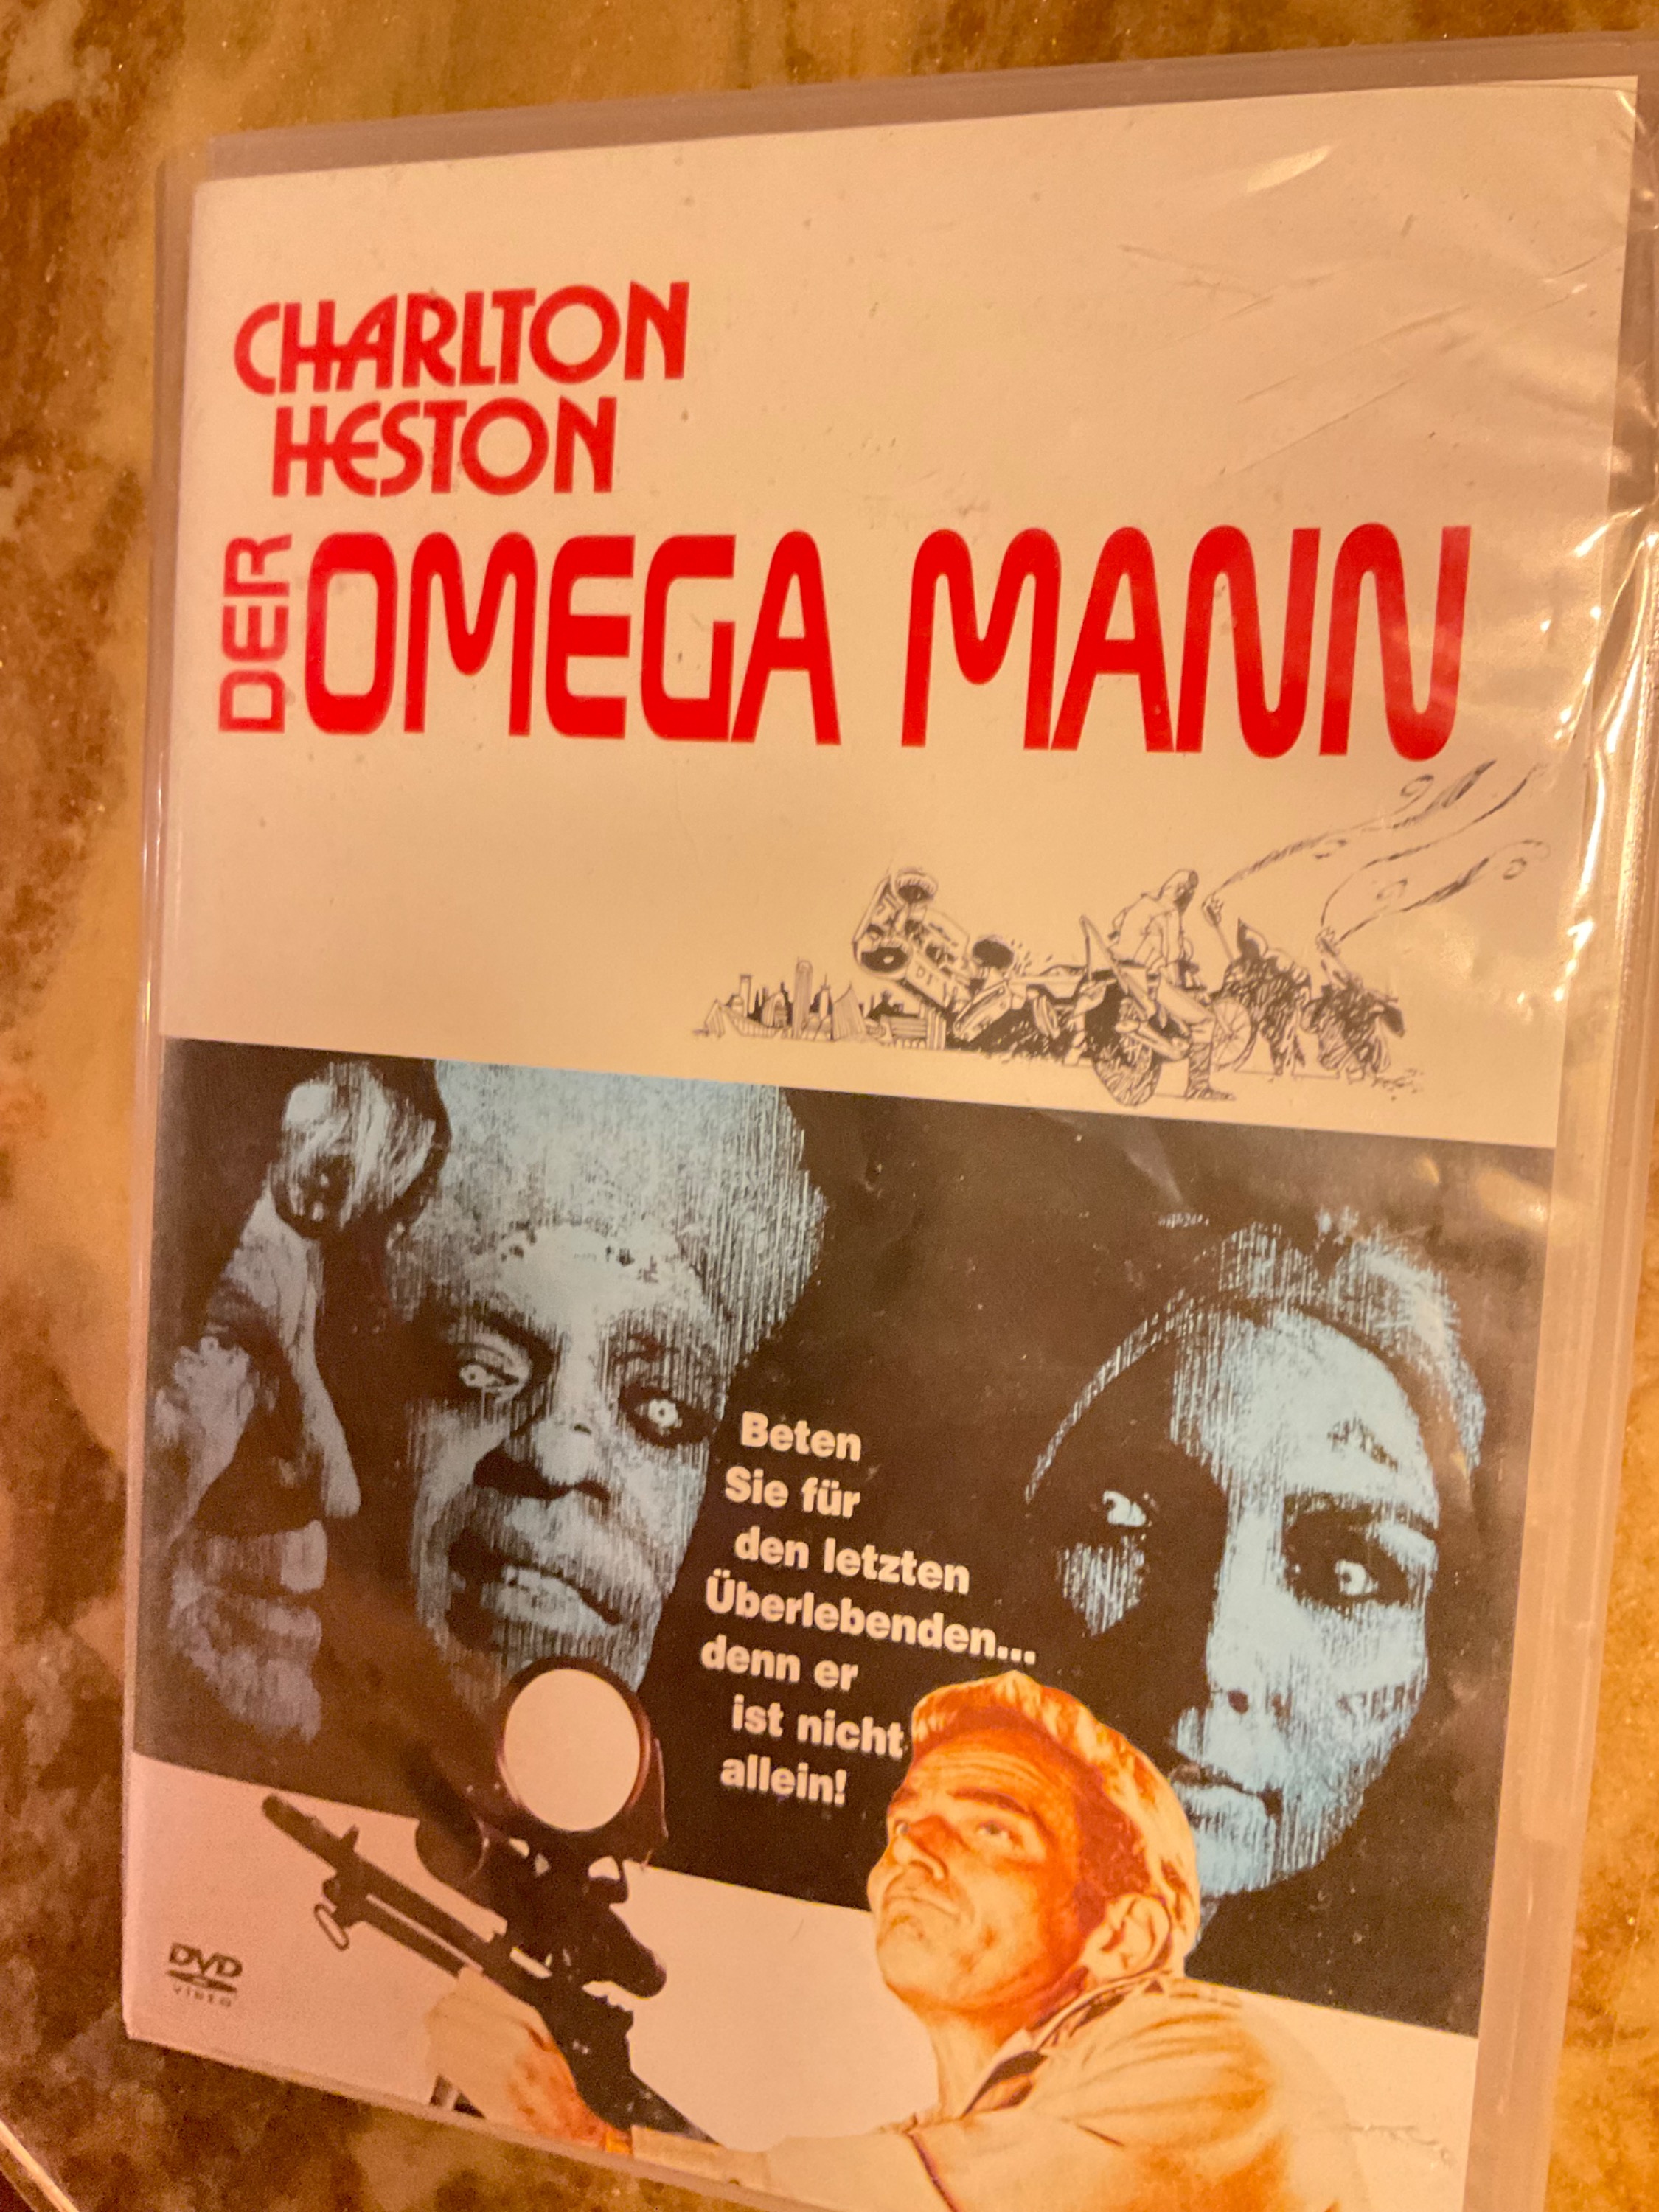 CHARLTON
HESTON
DER OMEGA MANN
Beten
Sie für
den letzten
Überlebenden...
denn er
ist nicht
allein!
DVD
VIDEO